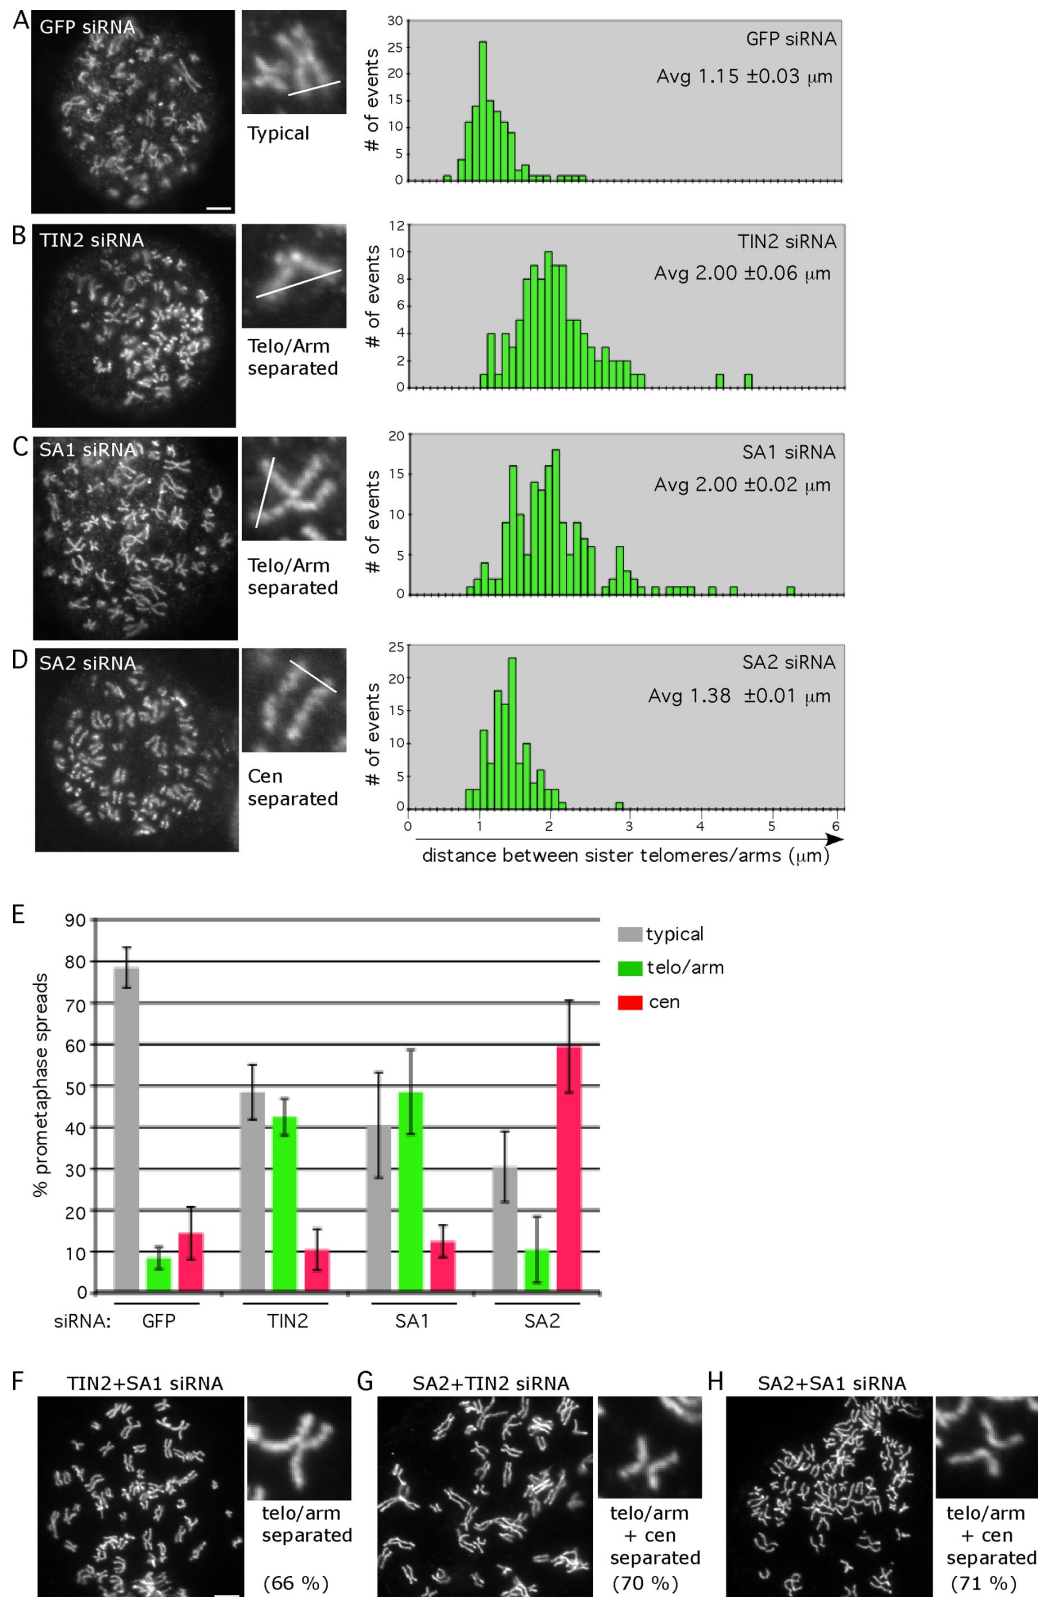 A
GFP siRNA
Typical
# of events
30
25
20
15
10
5
0
GFP siRNA
Avg 1.15 ±0.03 μm
B
TIN2 siRNA
Telo/Arm
separated
# of events
12
10
8
6
4
2
0
TIN2 siRNA
Avg 2.00 ±0.06 μm
C
SA1 siRNA
Telo/Arm
separated
# of events
20
15
10
5
0
SA1 siRNA
Avg 2.00 ±0.02 μm
D
SA2 siRNA
Cen
separated
# of events
25
20
15
10
5
0
SA2 siRNA
Avg 1.38 ±0.01 μm
0 1 2 3 4 5 6
distance between sister telomeres/arms (μm)
E
% prometaphase spreads
90
80
70
60
50
40
30
20
10
0
typical
telo/arm
cen
siRNA: GFP TIN2 SA1 SA2
F
TIN2+SA1 siRNA
telo/arm
separated
(66 %)
G
SA2+TIN2 siRNA
telo/arm
+ cen
separated
(70 %)
H
SA2+SA1 siRNA
telo/arm
+ cen
separated
(71 %)